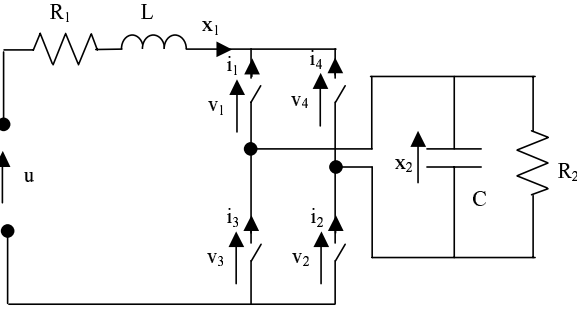 R₁ L x₁
i₁ i₄
v₁ v₄
x₂ R₂
u
C
i₃ i₂
v₃ v₂